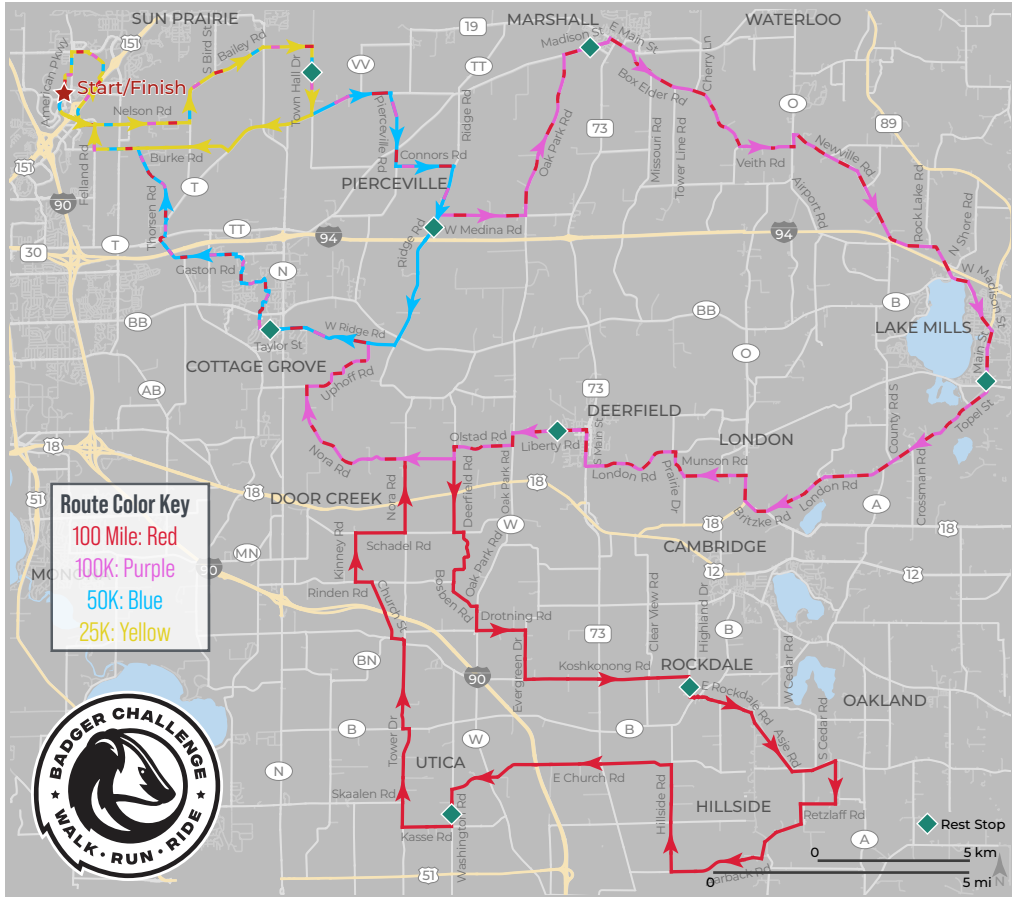 SUN PRAIRIE
MARSHALL
WATERLOO
19
151
American Pkwy
S Bird St
Bailey Rd
Madison St
E Main St
VV
TT
Cherry Ln
Start/Finish
Town Hall Dr
Box Elder Rd
O
Nelson Rd
Pierceville Rd
Ridge Rd
73
89
151
Felland Rd
Burke Rd
Connors Rd
Oak Park Rd
Missouri Rd
Tower Line Rd
Veith Rd
Newville Rd
PIERCEVILLE
T
Airport Rd
Rock Lake Rd
N Shore Rd
90
Thorsen Rd
TT
94
Ridge Rd
W Medina Rd
94
T
30
Gaston Rd
N
W Madison St
BB
BB
B
W Ridge Rd
LAKE MILLS
Taylor St
Main St
COTTAGE GROVE
O
AB
Uphoff Rd
73
County Rd S
Topel St
DEERFIELD
Olstad Rd
Liberty Rd
S Main St
LONDON
18
Nora Rd
Munson Rd
London Rd
Prairie Dr
London Rd
Crossman Rd
51
Route Color Key
100 Mile: Red
100K: Purple
50K: Blue
25K: Yellow
18
DOOR CREEK
Nora Rd
Deerfield Rd
Oak Park Rd
18
A
W
18
Britzke Rd
18
Kinney Rd
Schadel Rd
CAMBRIDGE
MN
90
12
12
Rinden Rd
Church St
Bosben Rd
Oak Park Rd
Clear View Rd
Highland Dr
Drotning Rd
73
B
BN
Evergreen Dr
Koshkonong Rd
ROCKDALE
W Cedar Rd
90
E Rockdale Rd
OAKLAND
BADGER CHALLENGE
WALK • RUN • RIDE
B
W
B
Asje Rd
S Cedar Rd
Tower Dr
UTICA
N
E Church Rd
Skaalen Rd
Hillside Rd
HILLSIDE
Retzlaff Rd
Rest Stop
Kasse Rd
Washington Rd
A
0
5 km
51
0
5 mi
N